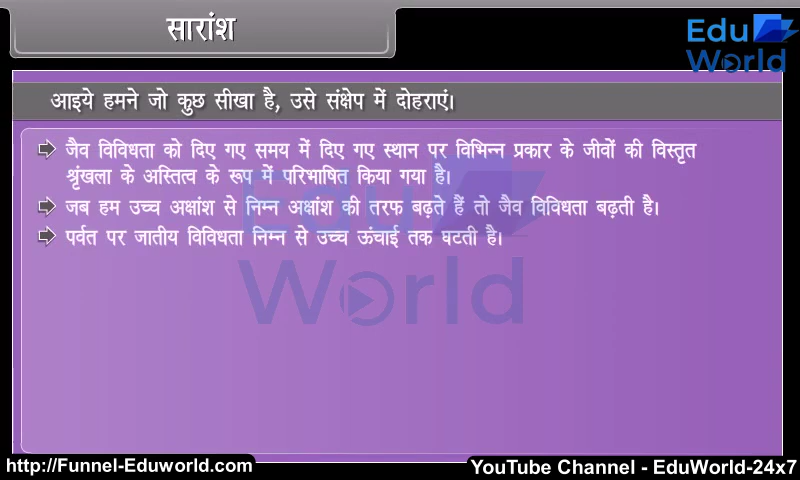 सारांश
Edu
World
आइये हमने जो कुछ सीखा है, उसे संक्षेप में दोहराएं।
जैव विविधता को दिए गए समय में दिए गए स्थान पर विभिन्न प्रकार के जीवों की विस्तृत
श्रृंखला के अस्तित्व के रूप में परिभाषित किया गया है।
जब हम उच्च अक्षांश से निम्न अक्षांश की तरफ बढ़ते हैं तो जैव विविधता बढ़ती है।
पर्वत पर जातीय विविधता निम्न से उच्च ऊंचाई तक घटती है।
Edu
World
http://Funnel-Eduworld.com
YouTube Channel - EduWorld-24x7